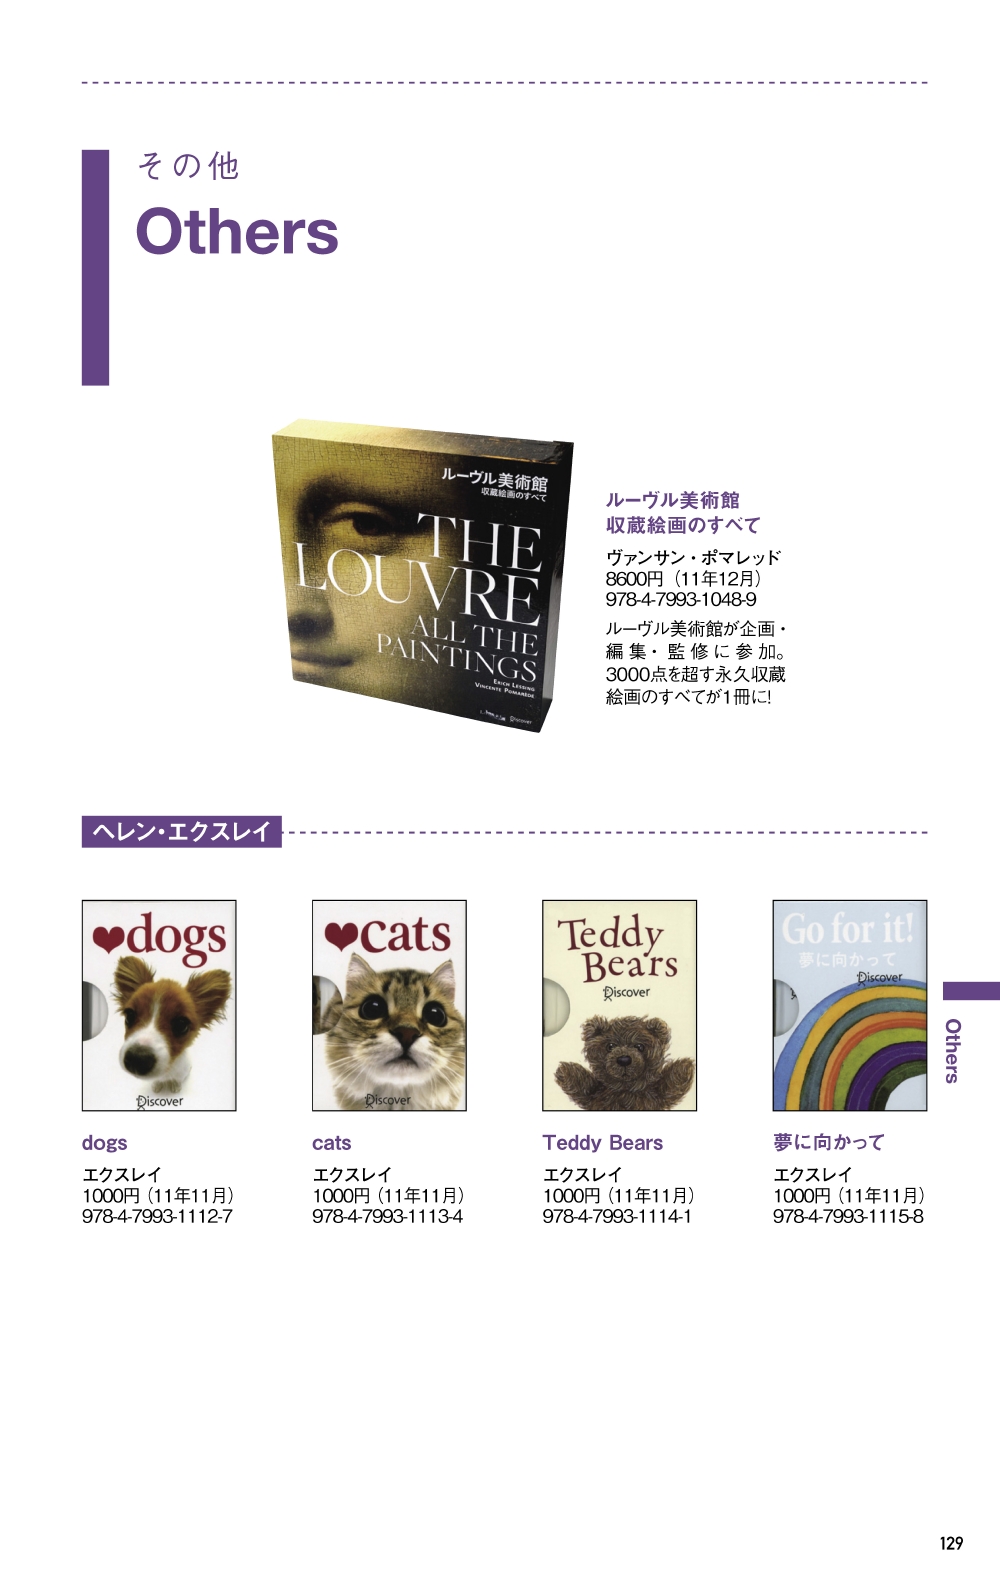 その他
Others
ルーヴル美術館
収蔵絵画のすべて
THE
LOUVRE
ALL THE
PAINTINGS
ERICH LESSING
VINCENTE POMARÈDE
Discover
ルーヴル美術館
収蔵絵画のすべて
ヴァンサン・ポマレッド
8600円（11年12月）
978-4-7993-1048-9
ルーヴル美術館が企画・
編集・監修に参加。
3000点を超す永久収蔵
絵画のすべてが1冊に!
ヘレン・エクスレイ
dogs
Discover
cats
Discover
Teddy
Bears
Discover
Go for it!
夢に向かって
Discover
dogs
エクスレイ
1000円（11年11月）
978-4-7993-1112-7
cats
エクスレイ
1000円（11年11月）
978-4-7993-1113-4
Teddy Bears
エクスレイ
1000円（11年11月）
978-4-7993-1114-1
夢に向かって
エクスレイ
1000円（11年11月）
978-4-7993-1115-8
Others
129